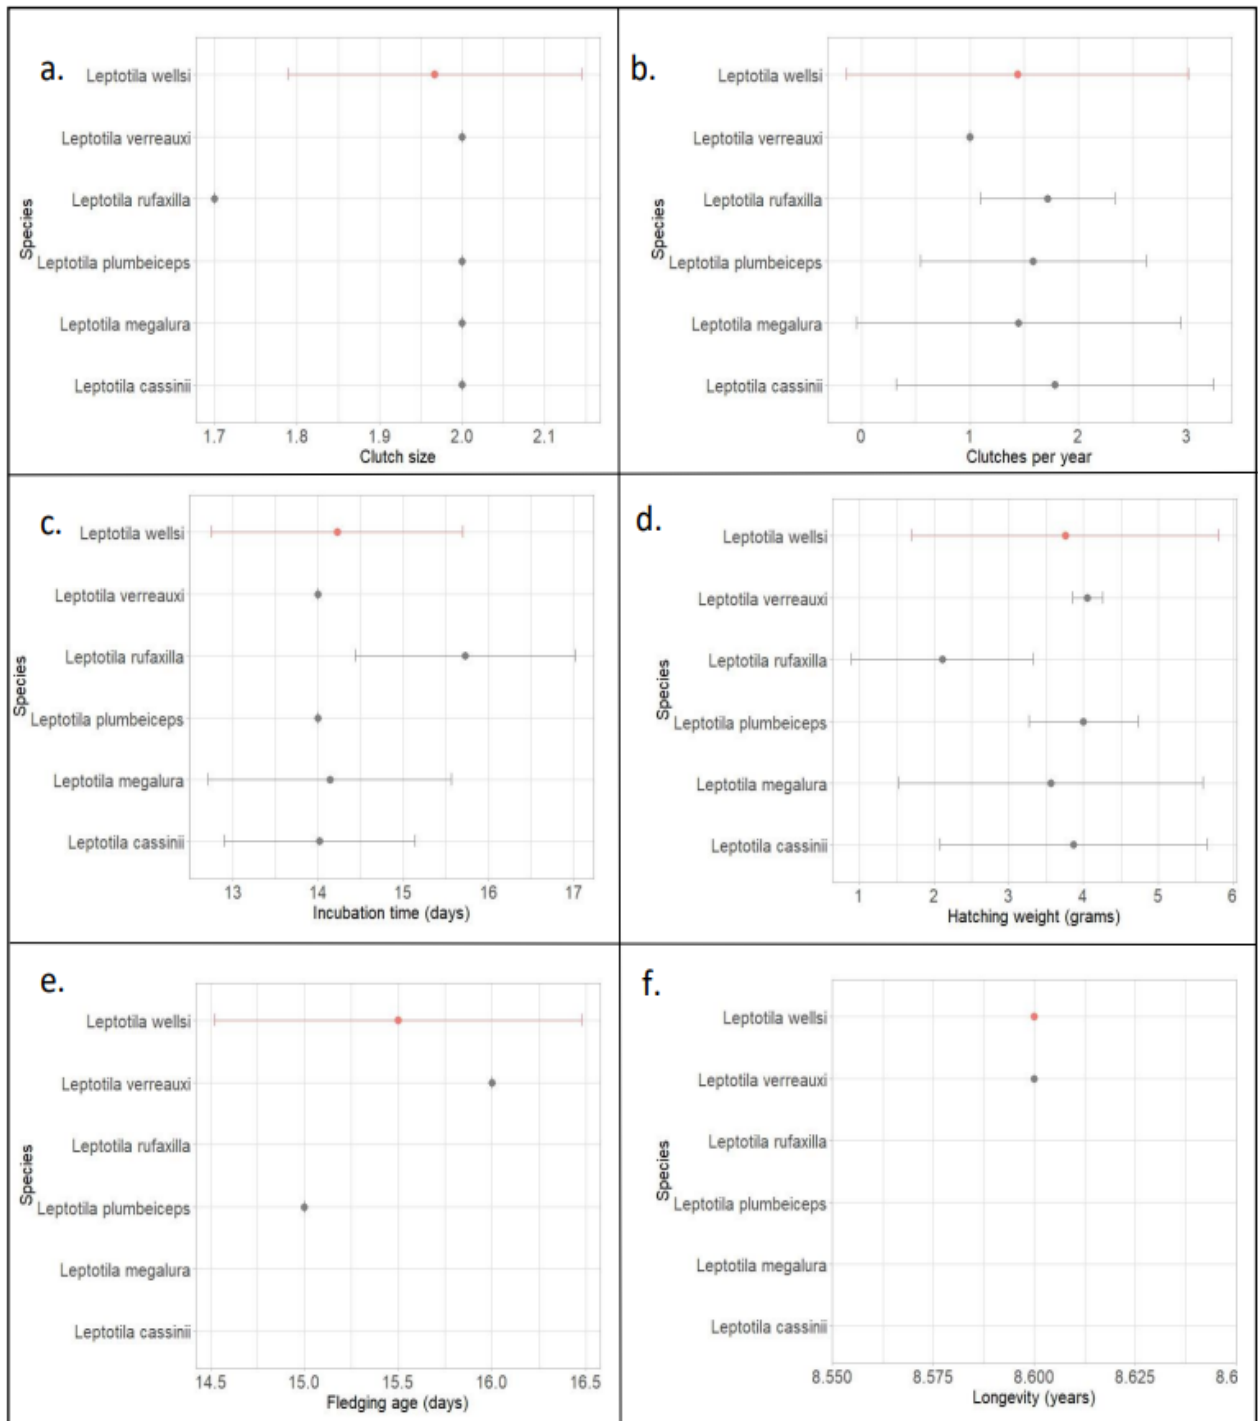 a.
Leptotila wellsi
Leptotila verreauxi
Leptotila rufaxilla
Leptotila plumbeiceps
Leptotila megalura
Leptotila cassinii
Species
1.7 1.8 1.9 2.0 2.1
Clutch size
b.
Leptotila wellsi
Leptotila verreauxi
Leptotila rufaxilla
Leptotila plumbeiceps
Leptotila megalura
Leptotila cassinii
Species
0 1 2 3
Clutches per year
c.
Leptotila wellsi
Leptotila verreauxi
Leptotila rufaxilla
Leptotila plumbeiceps
Leptotila megalura
Leptotila cassinii
Species
13 14 15 16 17
Incubation time (days)
d.
Leptotila wellsi
Leptotila verreauxi
Leptotila rufaxilla
Leptotila plumbeiceps
Leptotila megalura
Leptotila cassinii
Species
1 2 3 4 5 6
Hatching weight (grams)
e.
Leptotila wellsi
Leptotila verreauxi
Leptotila rufaxilla
Leptotila plumbeiceps
Leptotila megalura
Leptotila cassinii
Species
14.5 15.0 15.5 16.0 16.5
Fledging age (days)
f.
Leptotila wellsi
Leptotila verreauxi
Leptotila rufaxilla
Leptotila plumbeiceps
Leptotila megalura
Leptotila cassinii
Species
8.550 8.575 8.600 8.625 8.6
Longevity (years)